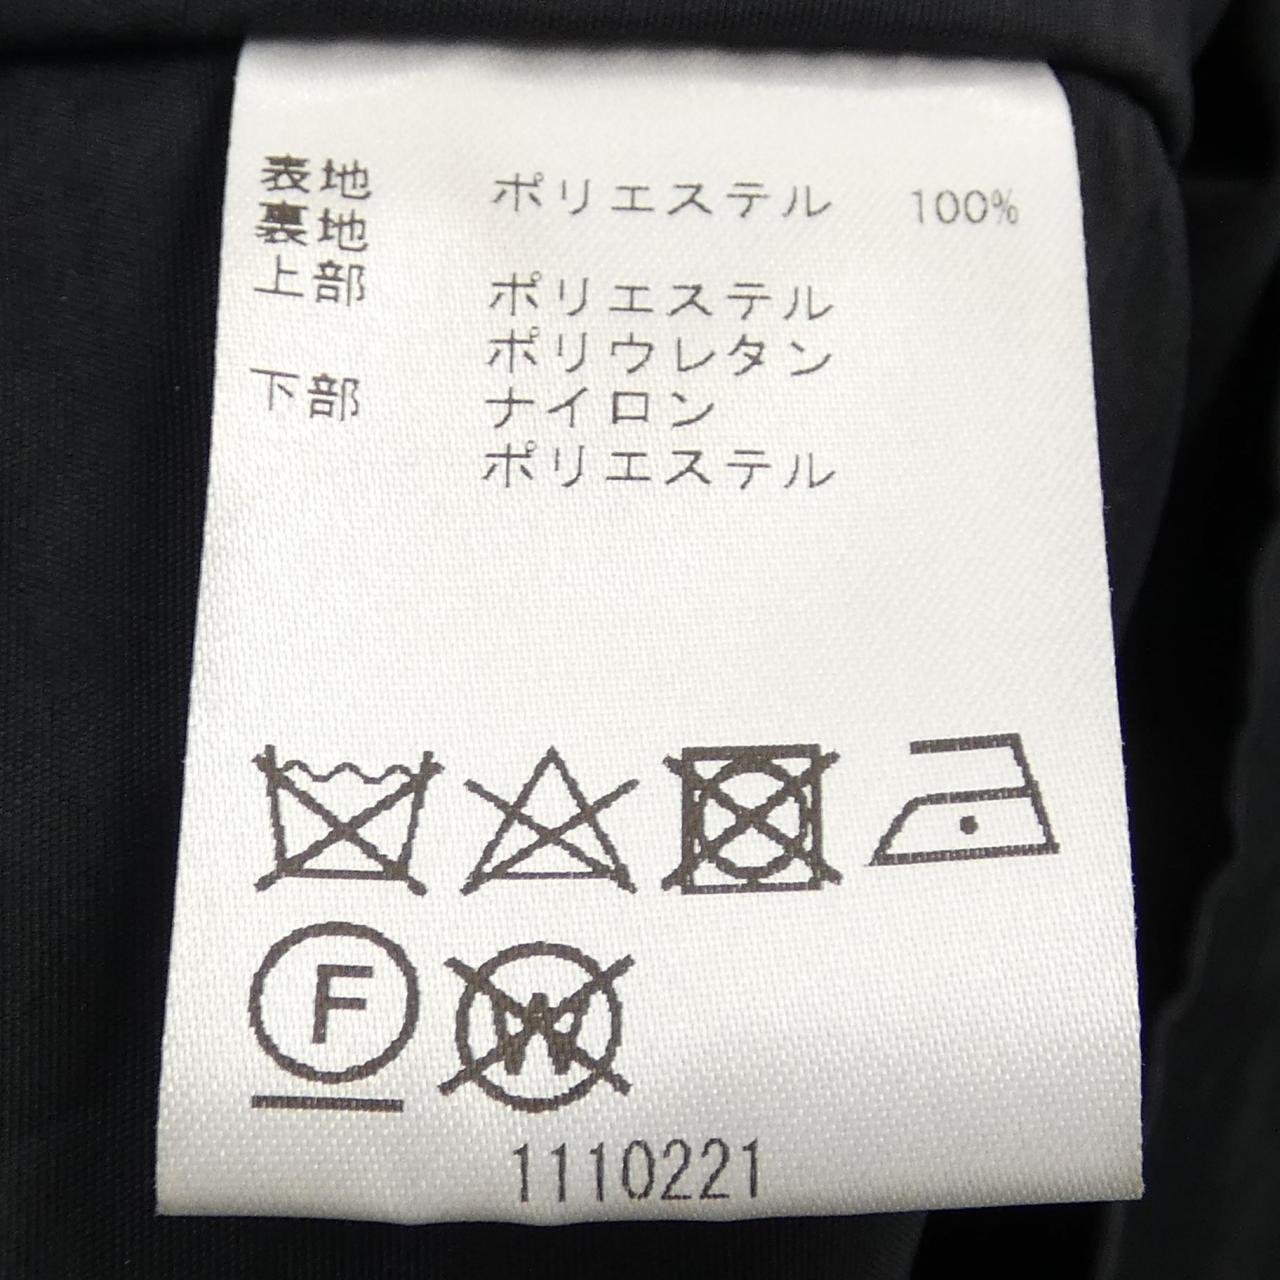 表地 ポリエステル 100%
裏地
上部 ポリエステル
ポリウレタン
下部 ナイロン
ポリエステル
F
W
1110221